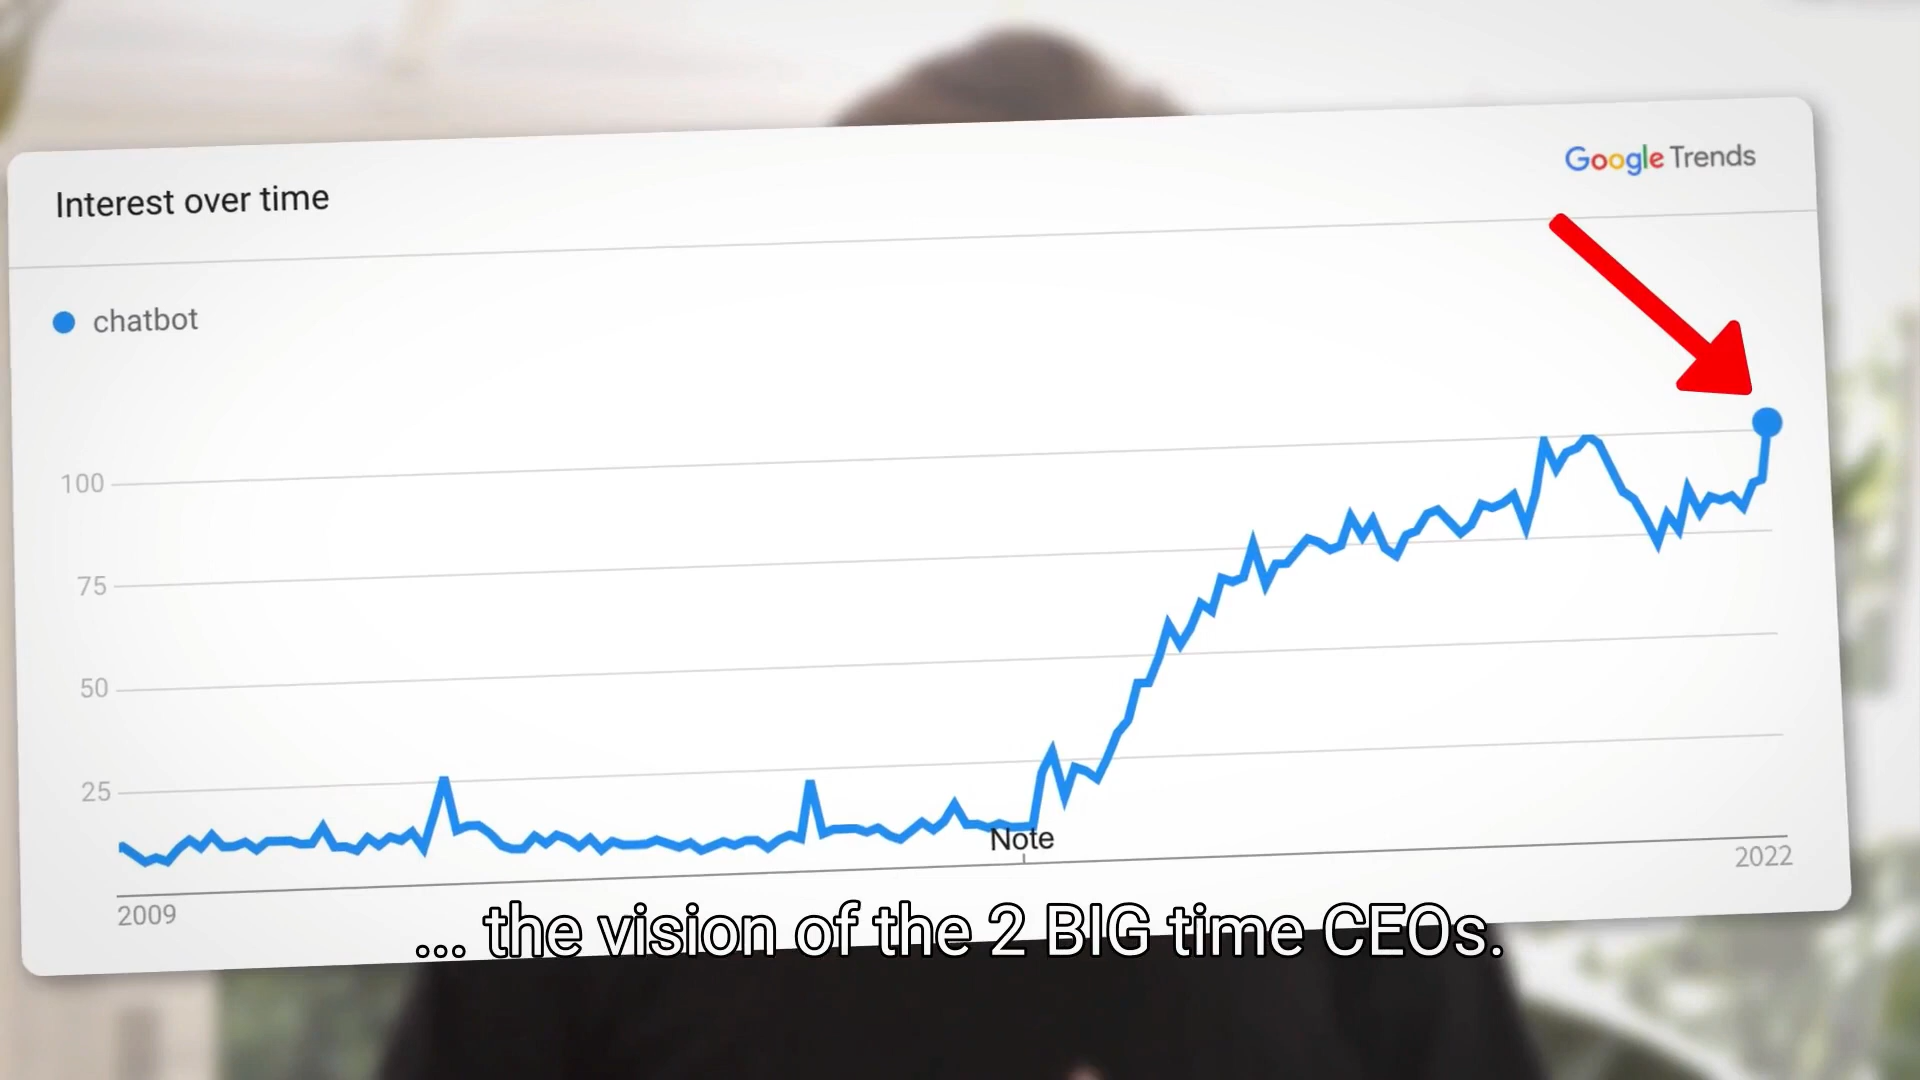 Google Trends
Interest over time
chatbot
100
75
50
25
Note
2009
2022
... the vision of the 2 BIG time CEOs.